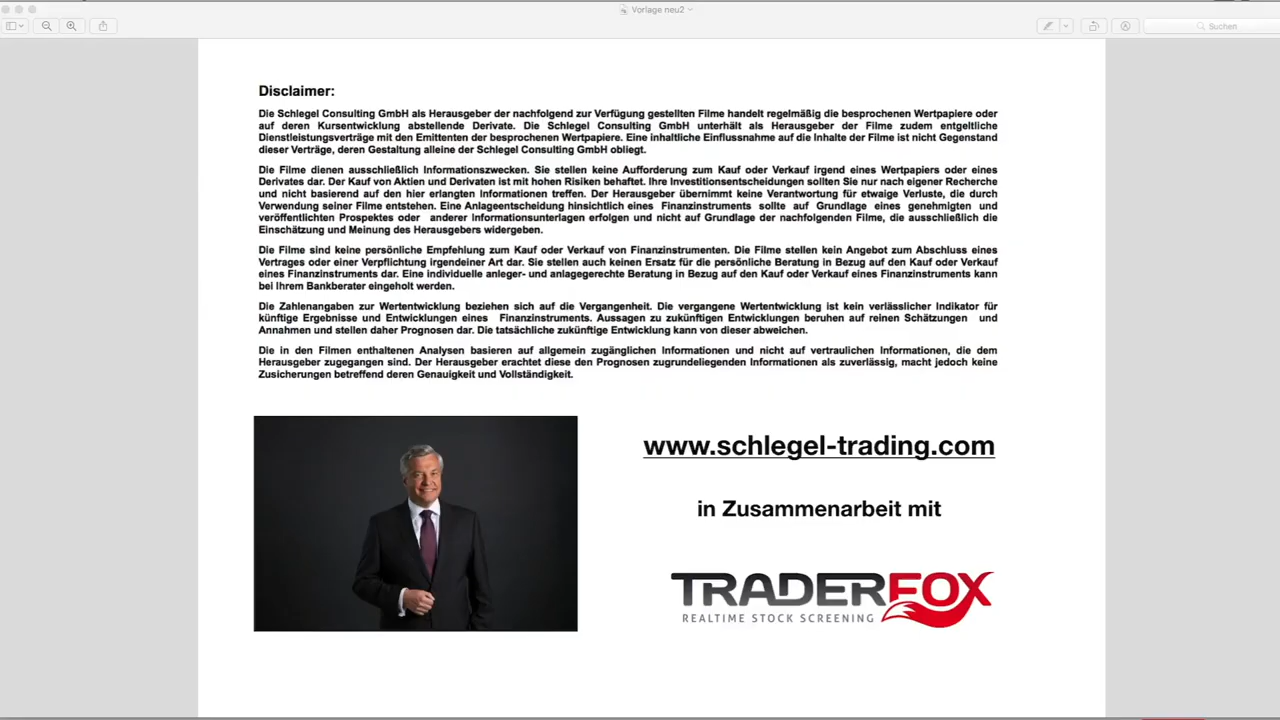 Vorlage neu2
Suchen
Disclaimer:
Die Schlegel Consulting GmbH als Herausgeber der nachfolgend zur Verfügung gestellten Filme handelt regelmäßig die besprochenen Wertpapiere oder
auf deren Kursentwicklung abstellende Derivate. Die Schlegel Consulting GmbH unterhält als Herausgeber der Filme zudem entgeltliche
Dienstleistungsverträge mit den Emittenten der besprochenen Wertpapiere. Eine inhaltliche Einflussnahme auf die Inhalte der Filme ist nicht Gegenstand
dieser Verträge, deren Gestaltung alleine der Schlegel Consulting GmbH obliegt.
Die Filme dienen ausschließlich Informationszwecken. Sie stellen keine Aufforderung zum Kauf oder Verkauf irgend eines Wertpapiers oder eines
Derivates dar. Der Kauf von Aktien und Derivaten ist mit hohen Risiken behaftet. Ihre Investitionsentscheidungen sollten Sie nur nach eigener Recherche
und nicht basierend auf den hier erlangten Informationen treffen. Der Herausgeber übernimmt keine Verantwortung für etwaige Verluste, die durch
Verwendung seiner Filme entstehen. Eine Anlageentscheidung hinsichtlich eines Finanzinstruments sollte auf Grundlage eines genehmigten und
veröffentlichten Prospektes oder anderer Informationsunterlagen erfolgen und nicht auf Grundlage der nachfolgenden Filme, die ausschließlich die
Einschätzung und Meinung des Herausgebers widergeben.
Die Filme sind keine persönliche Empfehlung zum Kauf oder Verkauf von Finanzinstrumenten. Die Filme stellen kein Angebot zum Abschluss eines
Vertrages oder einer Verpflichtung irgendeiner Art dar. Sie stellen auch keinen Ersatz für die persönliche Beratung in Bezug auf den Kauf oder Verkauf
eines Finanzinstruments dar. Eine individuelle anleger- und anlagegerechte Beratung in Bezug auf den Kauf oder Verkauf eines Finanzinstruments kann
bei Ihrem Bankberater eingeholt werden.
Die Zahlenangaben zur Wertentwicklung beziehen sich auf die Vergangenheit. Die vergangene Wertentwicklung ist kein verlässlicher Indikator für
künftige Ergebnisse und Entwicklungen eines Finanzinstruments. Aussagen zu zukünftigen Entwicklungen beruhen auf reinen Schätzungen und
Annahmen und stellen daher Prognosen dar. Die tatsächliche zukünftige Entwicklung kann von dieser abweichen.
Die in den Filmen enthaltenen Analysen basieren auf allgemein zugänglichen Informationen und nicht auf vertraulichen Informationen, die dem
Herausgeber zugegangen sind. Der Herausgeber erachtet diese den Prognosen zugrundeliegenden Informationen als zuverlässig, macht jedoch keine
Zusicherungen betreffend deren Genauigkeit und Vollständigkeit.
www.schlegel-trading.com
in Zusammenarbeit mit
TRADERFOX
REALTIME STOCK SCREENING